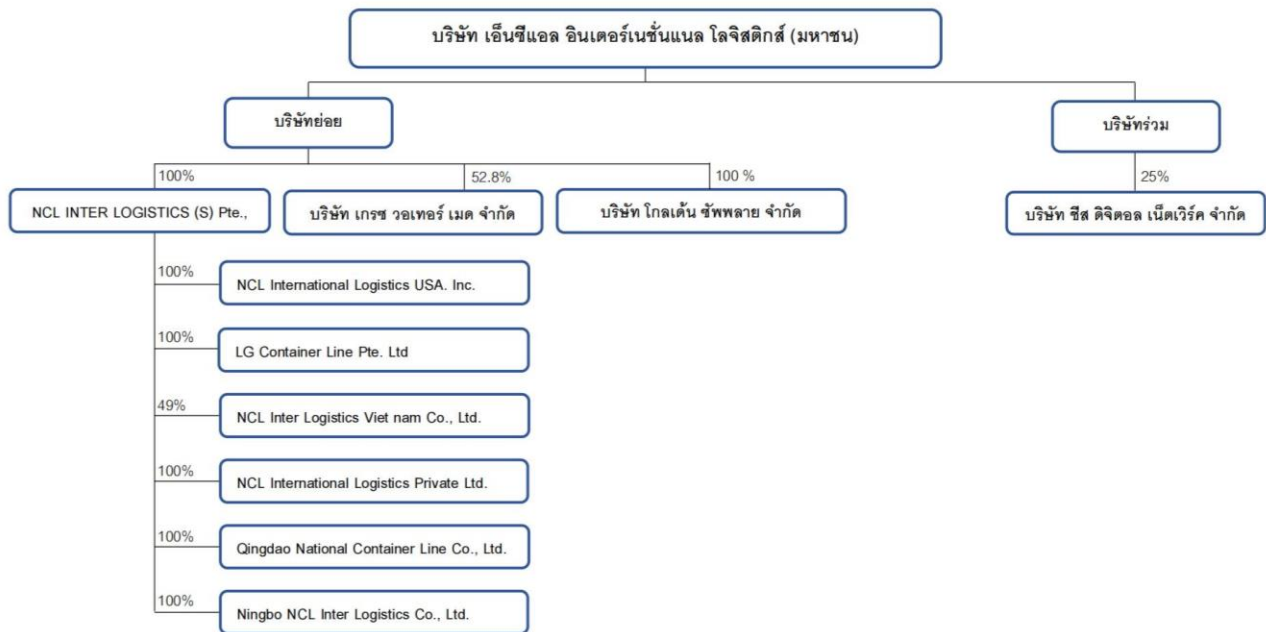 บริษัท เอ็นซีแอล อินเตอร์เนชั่นแนล โลจิสติกส์ (มหาชน)
บริษัทย่อย
บริษัทร่วม
100%
52.8%
100 %
25%
NCL INTER LOGISTICS (S) Pte.,
บริษัท เกรซ วอเทอร์ เมด จำกัด
บริษัท โกลเด้น ซัพพลาย จำกัด
บริษัท ชีส ดิจิตอล เน็ตเวิร์ค จำกัด
100%
NCL International Logistics USA. Inc.
100%
LG Container Line Pte. Ltd
49%
NCL Inter Logistics Viet nam Co., Ltd.
100%
NCL International Logistics Private Ltd.
100%
Qingdao National Container Line Co., Ltd.
100%
Ningbo NCL Inter Logistics Co., Ltd.